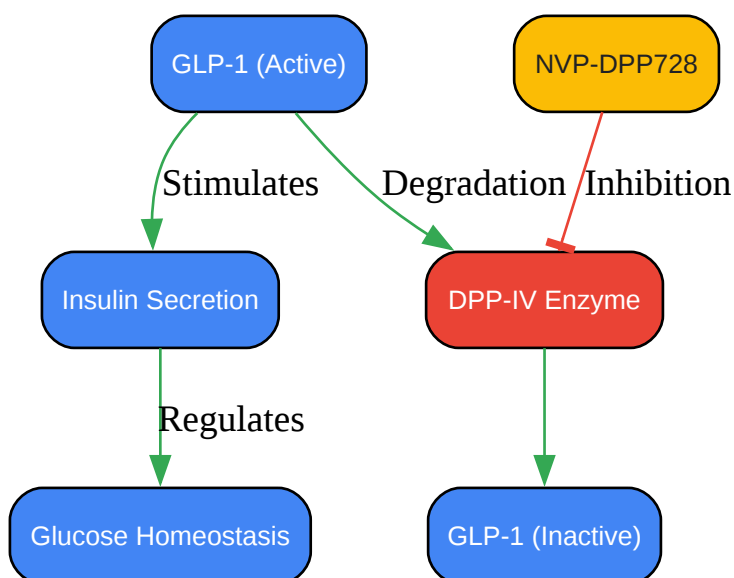 GLP-1 (Active)
NVP-DPP728
Stimulates
Degradation
Inhibition
Insulin Secretion
DPP-IV Enzyme
Regulates
Glucose Homeostasis
GLP-1 (Inactive)